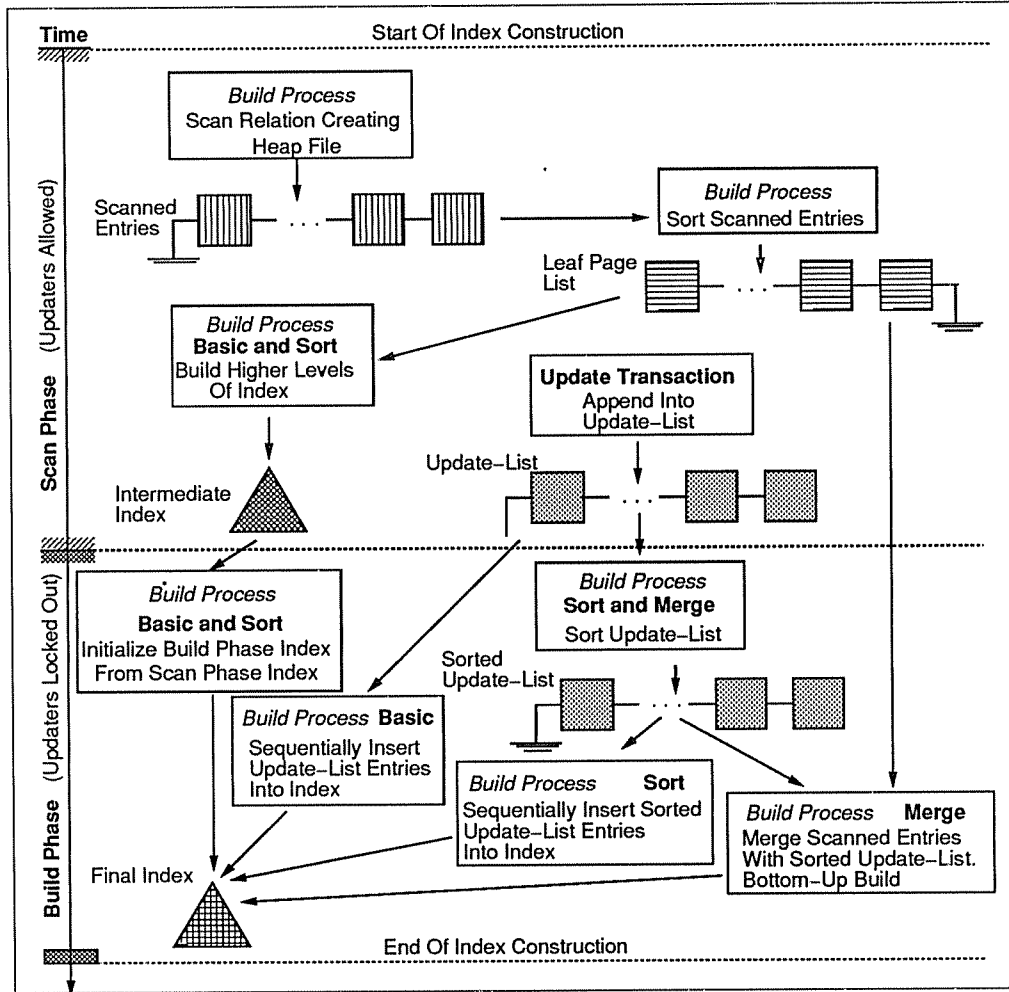 Time
Start Of Index Construction
Build Process
Scan Relation Creating
Heap File
Scanned
Entries
. . .
Build Process
Sort Scanned Entries
Leaf Page
List
. . .
Build Process
Basic and Sort
Build Higher Levels
Of Index
Update Transaction
Append Into
Update-List
Update-List
. . .
Intermediate
Index
Scan Phase (Updaters Allowed)
Build Process
Basic and Sort
Initialize Build Phase Index
From Scan Phase Index
Build Process
Sort and Merge
Sort Update-List
Sorted
Update-List
. . .
Build Process Basic
Sequentially Insert
Update-List Entries
Into Index
Build Process Sort
Sequentially Insert Sorted
Update-List Entries
Into Index
Build Process Merge
Merge Scanned Entries
With Sorted Update-List.
Bottom-Up Build
Final Index
Build Phase (Updaters Locked Out)
End Of Index Construction